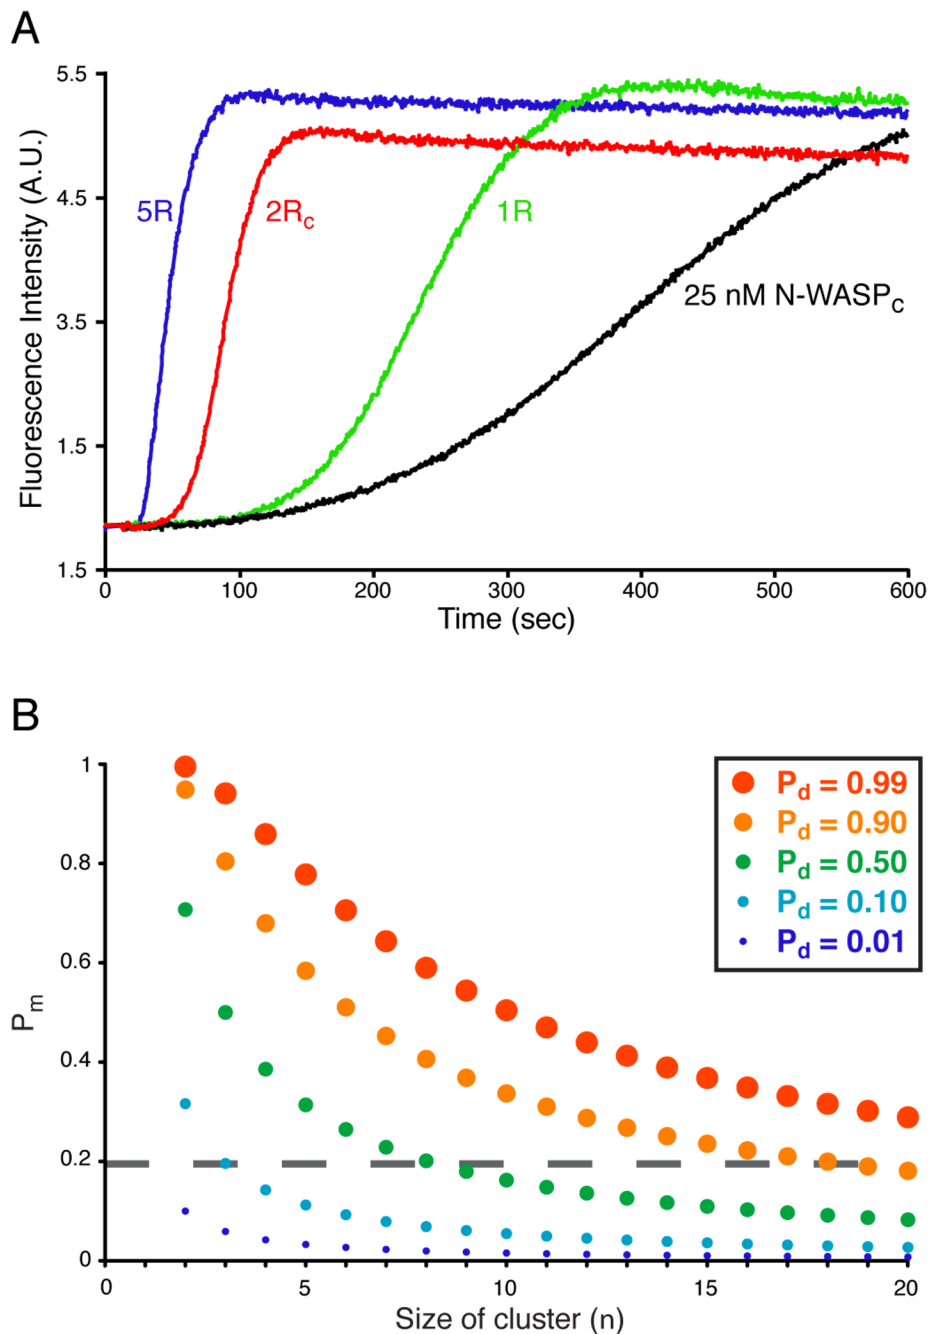 A
5.5
4.5
3.5
1.5
1.5
Fluorescence Intensity (A.U.)
5R
2Rc
1R
25 nM N-WASPc
0
100
200
300
400
500
600
Time (sec)
B
1
0.8
0.6
0.4
0.2
0
Pm
Pd = 0.99
Pd = 0.90
Pd = 0.50
Pd = 0.10
Pd = 0.01
0
5
10
15
20
Size of cluster (n)